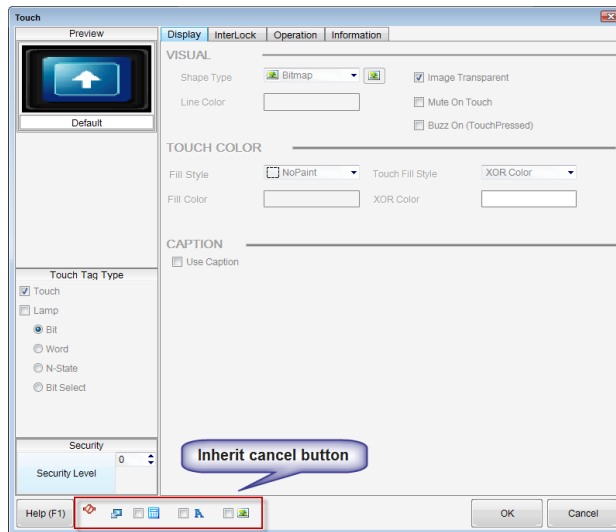 Touch
Preview
Default
Display InterLock Operation Information
VISUAL
Shape Type Bitmap Image Transparent
Line Color Mute On Touch
Buzz On (TouchPressed)
TOUCH COLOR
Fill Style NoPaint Touch Fill Style XOR Color
Fill Color XOR Color
CAPTION
Use Caption
Touch Tag Type
Touch
Lamp
Bit
Word
N-State
Bit Select
Security
Security Level 0
Inherit cancel button
Help (F1) A OK Cancel